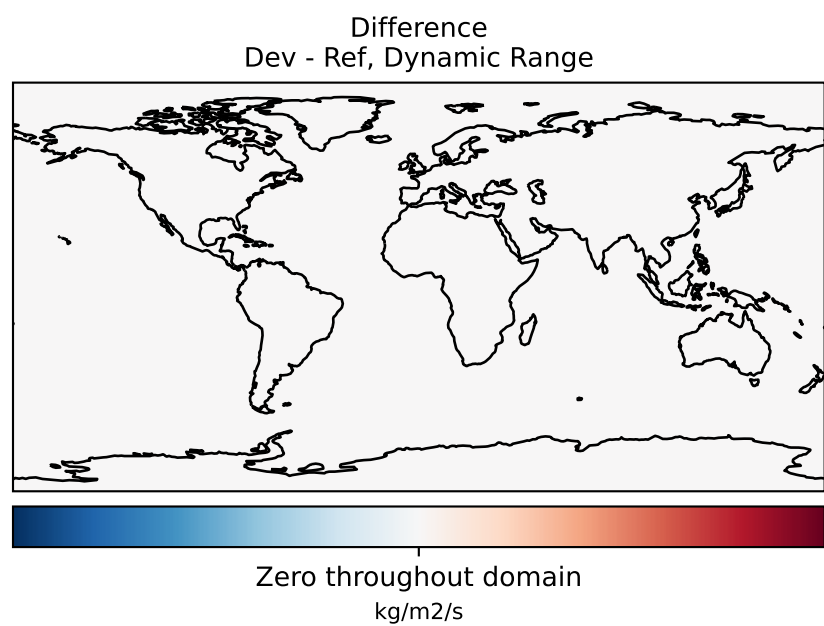 Difference
Dev - Ref, Dynamic Range
Zero throughout domain
kg/m2/s